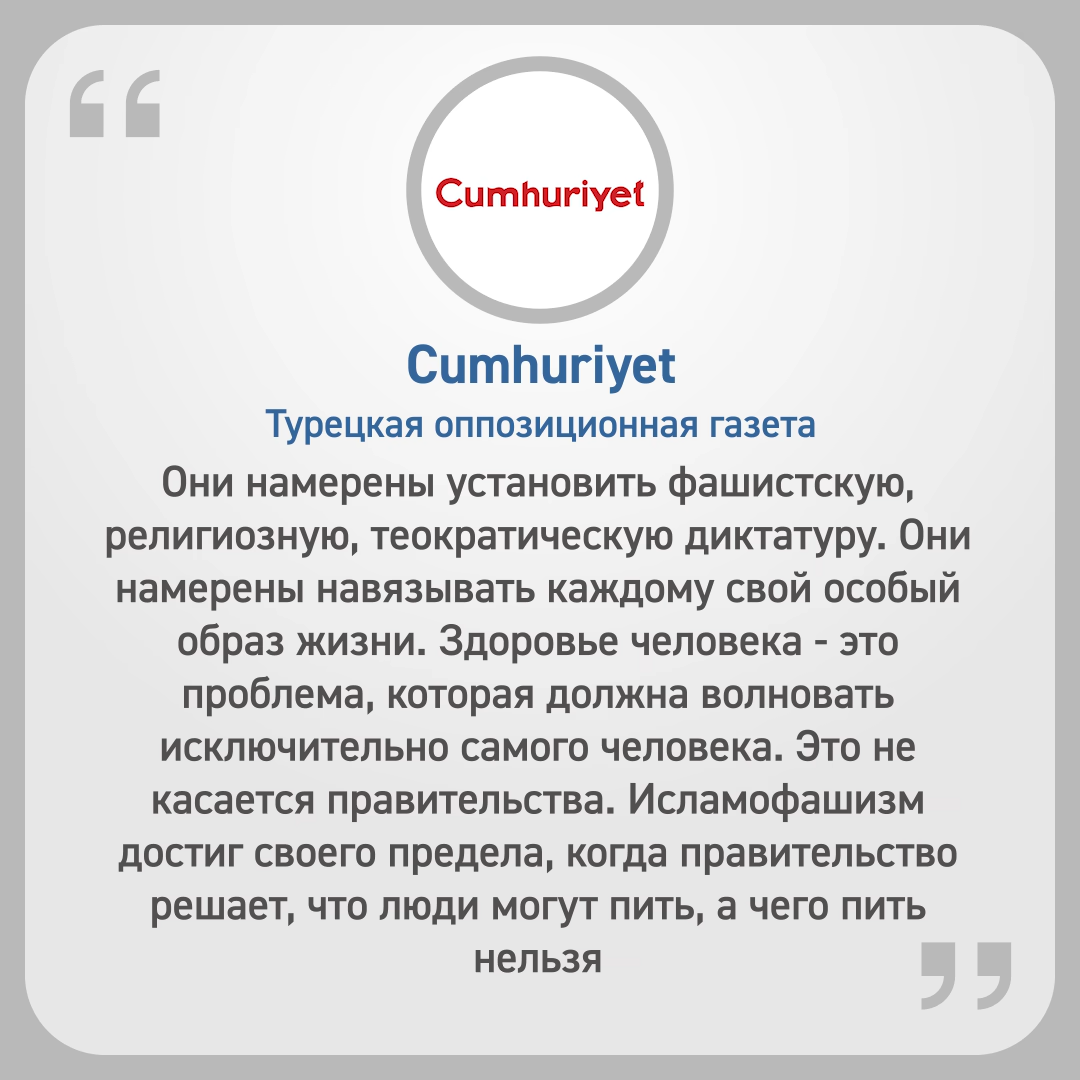 Cumhuriyet
Cumhuriyet
Турецкая оппозиционная газета
Они намерены установить фашистскую,
религиозную, теократическую диктатуру. Они
намерены навязывать каждому свой особый
образ жизни. Здоровье человека - это
проблема, которая должна волновать
исключительно самого человека. Это не
касается правительства. Исламофашизм
достиг своего предела, когда правительство
решает, что люди могут пить, а чего пить
нельзя